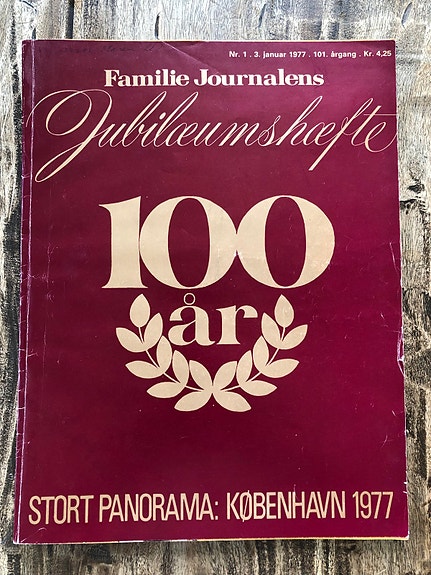 Nr. 1 . 3. januar 1977 . 101. årgang . Kr. 4,25
Familie Journalens
Jubilæumshæfte
100
år
STORT PANORAMA: KØBENHAVN 1977